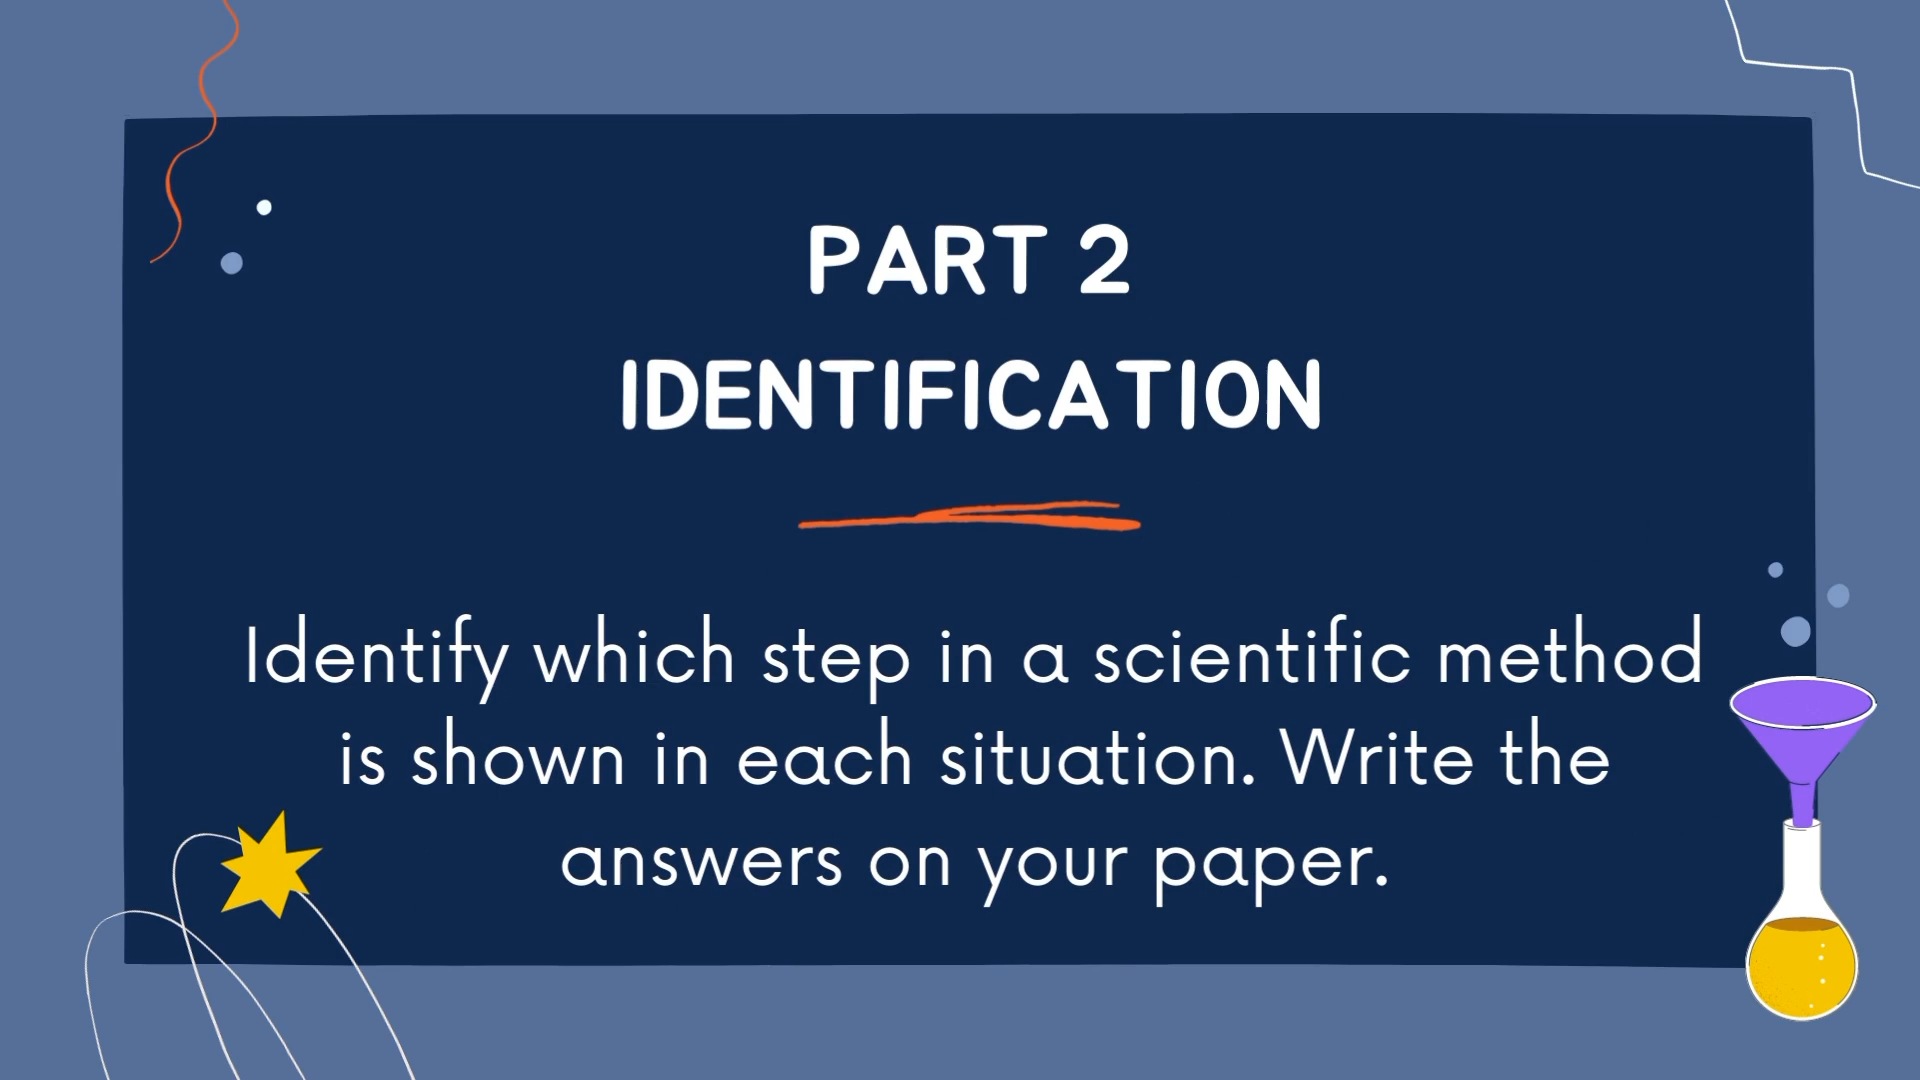 PART 2
IDENTIFICATION
Identify which step in a scientific method
is shown in each situation. Write the
answers on your paper.